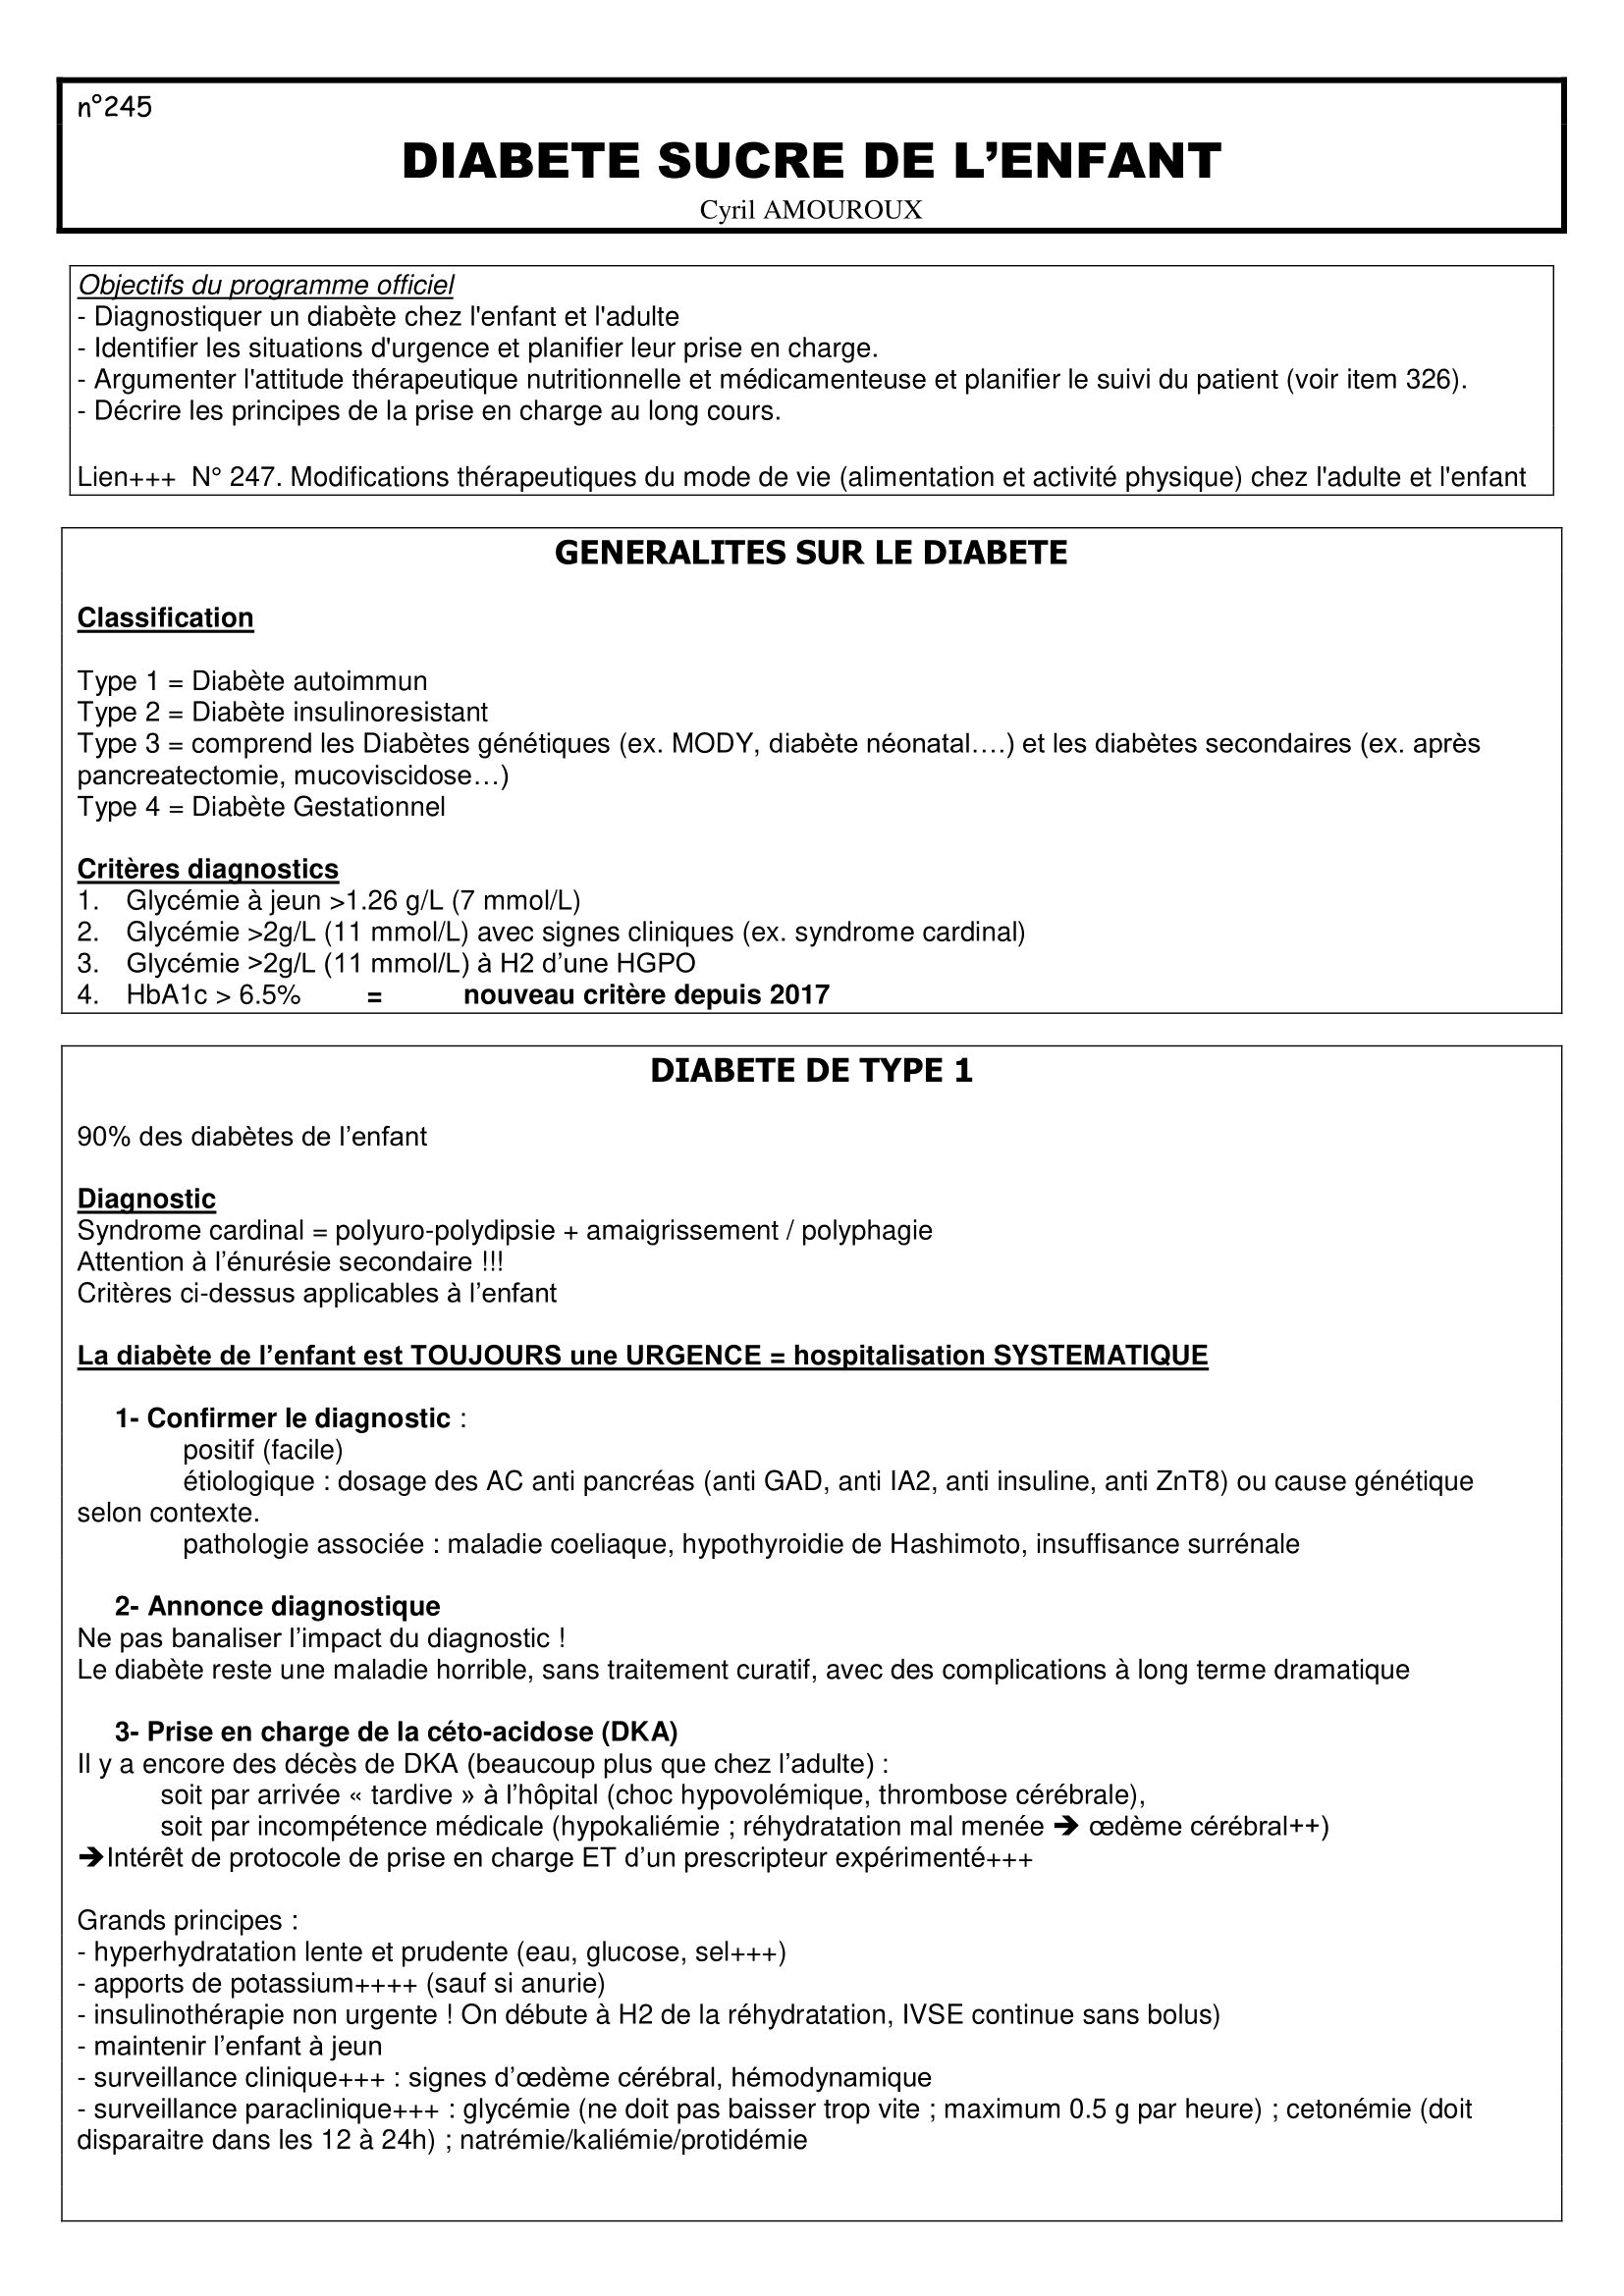 n°245
DIABETE SUCRE DE L’ENFANT
Cyril AMOUROUX
Objectifs du programme officiel
- Diagnostiquer un diabète chez l'enfant et l'adulte
- Identifier les situations d'urgence et planifier leur prise en charge.
- Argumenter l'attitude thérapeutique nutritionnelle et médicamenteuse et planifier le suivi du patient (voir item 326).
- Décrire les principes de la prise en charge au long cours.
Lien+++ N° 247. Modifications thérapeutiques du mode de vie (alimentation et activité physique) chez l'adulte et l'enfant
GENERALITES SUR LE DIABETE
Classification
Type 1 = Diabète autoimmun
Type 2 = Diabète insulinoresistant
Type 3 = comprend les Diabètes génétiques (ex. MODY, diabète néonatal….) et les diabètes secondaires (ex. après
pancreatectomie, mucoviscidose…)
Type 4 = Diabète Gestationnel
Critères diagnostics
1. Glycémie à jeun >1.26 g/L (7 mmol/L)
2. Glycémie >2g/L (11 mmol/L) avec signes cliniques (ex. syndrome cardinal)
3. Glycémie >2g/L (11 mmol/L) à H2 d’une HGPO
4. HbA1c > 6.5% = nouveau critère depuis 2017
DIABETE DE TYPE 1
90% des diabètes de l’enfant
Diagnostic
Syndrome cardinal = polyuro-polydipsie + amaigrissement / polyphagie
Attention à l’énurésie secondaire !!!
Critères ci-dessus applicables à l’enfant
La diabète de l’enfant est TOUJOURS une URGENCE = hospitalisation SYSTEMATIQUE
1- Confirmer le diagnostic :
positif (facile)
étiologique : dosage des AC anti pancréas (anti GAD, anti IA2, anti insuline, anti ZnT8) ou cause génétique
selon contexte.
pathologie associée : maladie coeliaque, hypothyroidie de Hashimoto, insuffisance surrénale
2- Annonce diagnostique
Ne pas banaliser l’impact du diagnostic !
Le diabète reste une maladie horrible, sans traitement curatif, avec des complications à long terme dramatique
3- Prise en charge de la céto-acidose (DKA)
Il y a encore des décès de DKA (beaucoup plus que chez l’adulte) :
soit par arrivée « tardive » à l’hôpital (choc hypovolémique, thrombose cérébrale),
soit par incompétence médicale (hypokaliémie ; réhydratation mal menée ➔ œdème cérébral++)
➔Intérêt de protocole de prise en charge ET d’un prescripteur expérimenté+++
Grands principes :
- hyperhydratation lente et prudente (eau, glucose, sel+++)
- apports de potassium++++ (sauf si anurie)
- insulinothérapie non urgente ! On débute à H2 de la réhydratation, IVSE continue sans bolus)
- maintenir l’enfant à jeun
- surveillance clinique+++ : signes d’œdème cérébral, hémodynamique
- surveillance paraclinique+++ : glycémie (ne doit pas baisser trop vite ; maximum 0.5 g par heure) ; cetonémie (doit
disparaitre dans les 12 à 24h) ; natrémie/kaliémie/protidémie